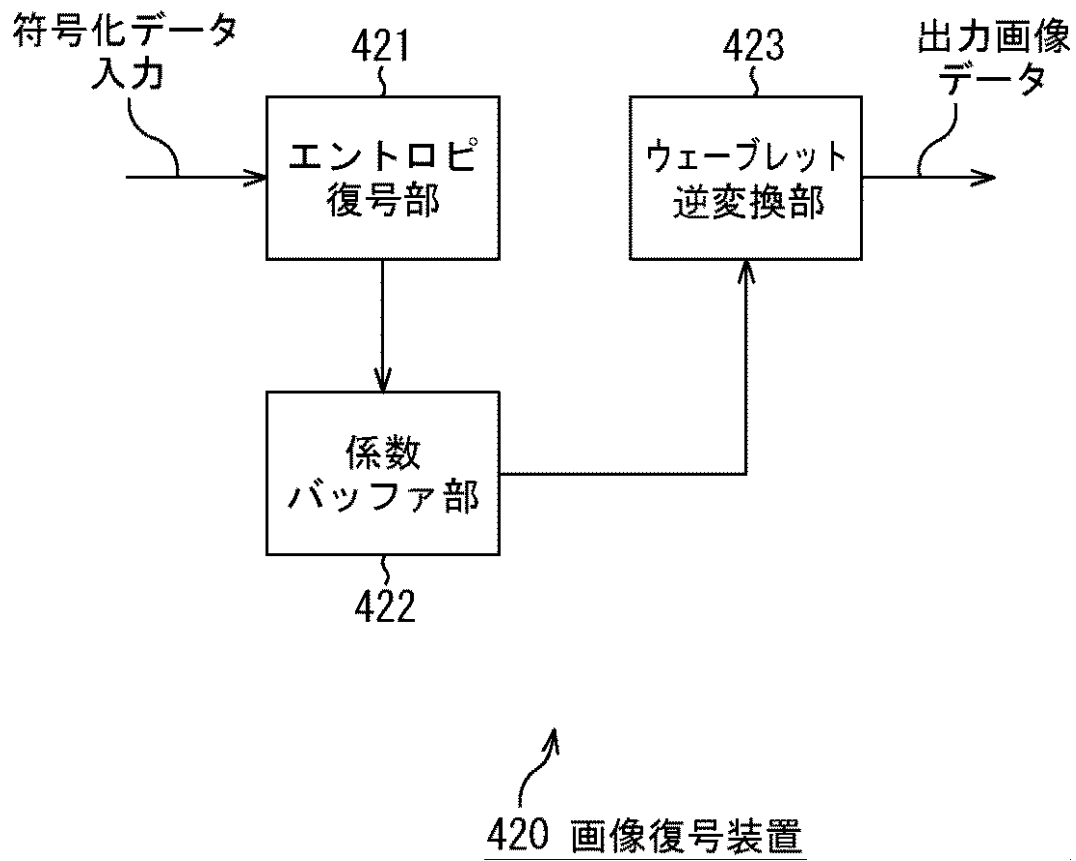 符号化データ
入力
421
423
出力画像
データ
エントロピ
復号部
ウェーブレット
逆変換部
係数
バッファ部
422
420 画像復号装置